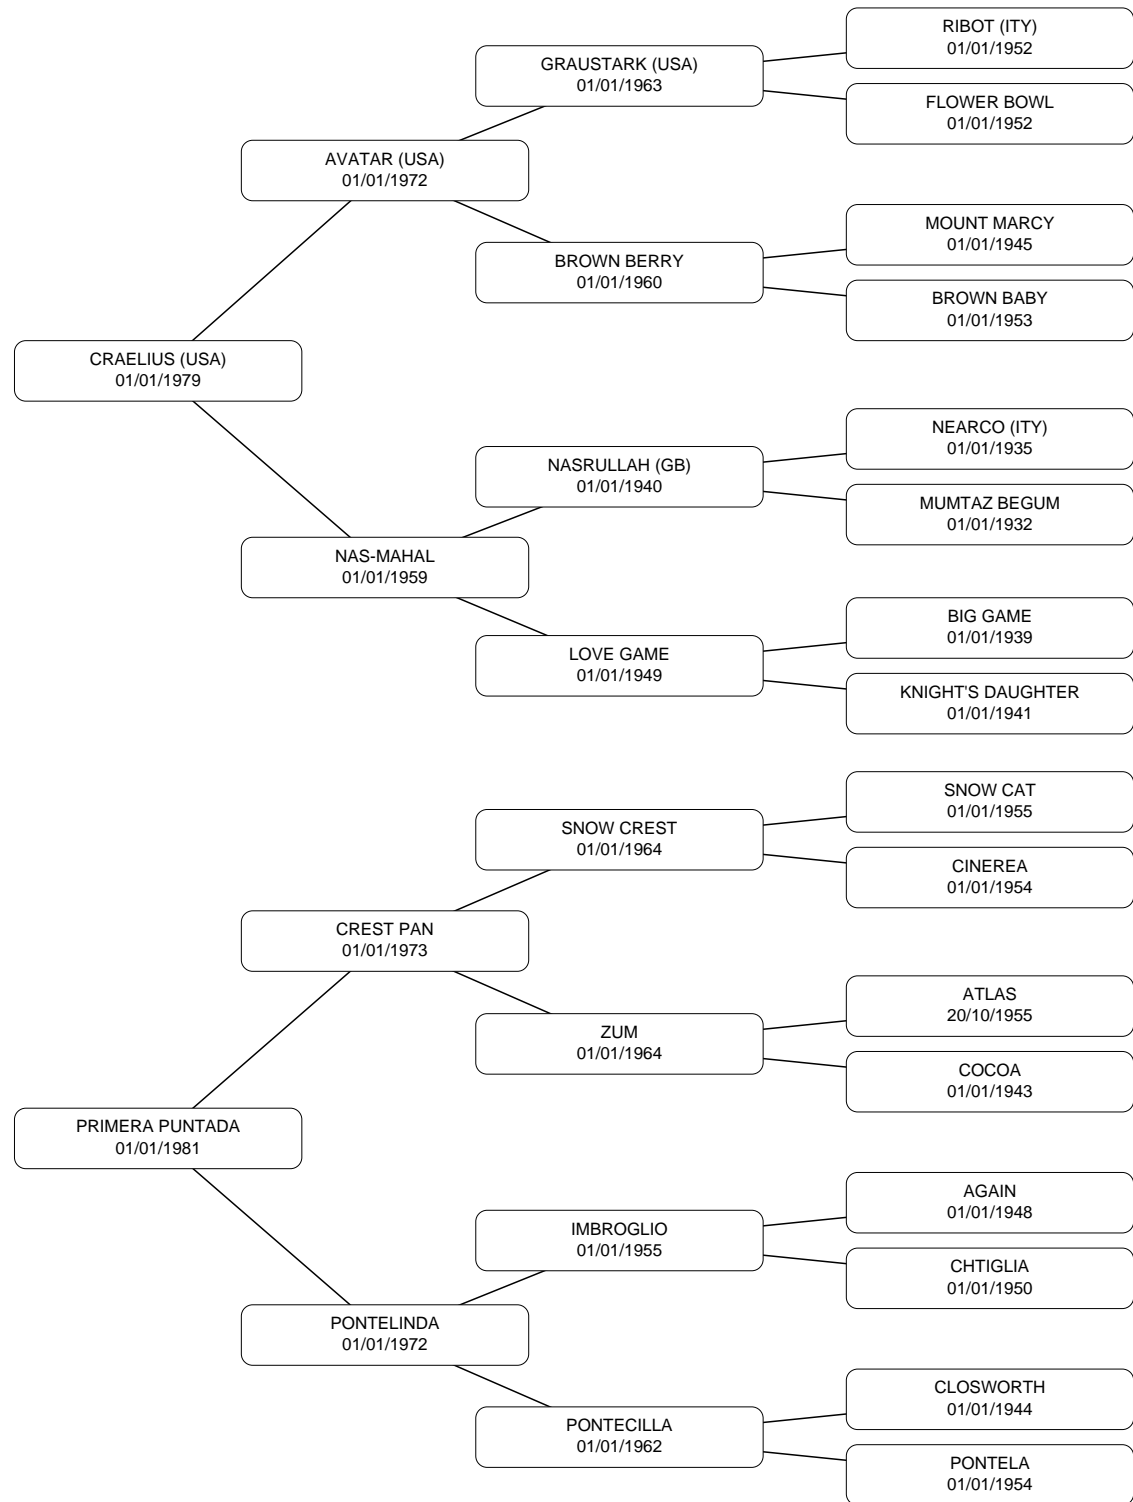 RIBOT (ITY)
01/01/1952
GRAUSTARK (USA)
01/01/1963
FLOWER BOWL
01/01/1952
AVATAR (USA)
01/01/1972
MOUNT MARCY
01/01/1945
BROWN BERRY
01/01/1960
BROWN BABY
01/01/1953
CRAELIUS (USA)
01/01/1979
NEARCO (ITY)
01/01/1935
NASRULLAH (GB)
01/01/1940
MUMTAZ BEGUM
01/01/1932
NAS-MAHAL
01/01/1959
BIG GAME
01/01/1939
LOVE GAME
01/01/1949
KNIGHT'S DAUGHTER
01/01/1941
SNOW CAT
01/01/1955
SNOW CREST
01/01/1964
CINEREA
01/01/1954
CREST PAN
01/01/1973
ATLAS
20/10/1955
ZUM
01/01/1964
COCOA
01/01/1943
PRIMERA PUNTADA
01/01/1981
AGAIN
01/01/1948
IMBROGLIO
01/01/1955
CHTIGLIA
01/01/1950
PONTELINDA
01/01/1972
CLOSWORTH
01/01/1944
PONTECILLA
01/01/1962
PONTELA
01/01/1954